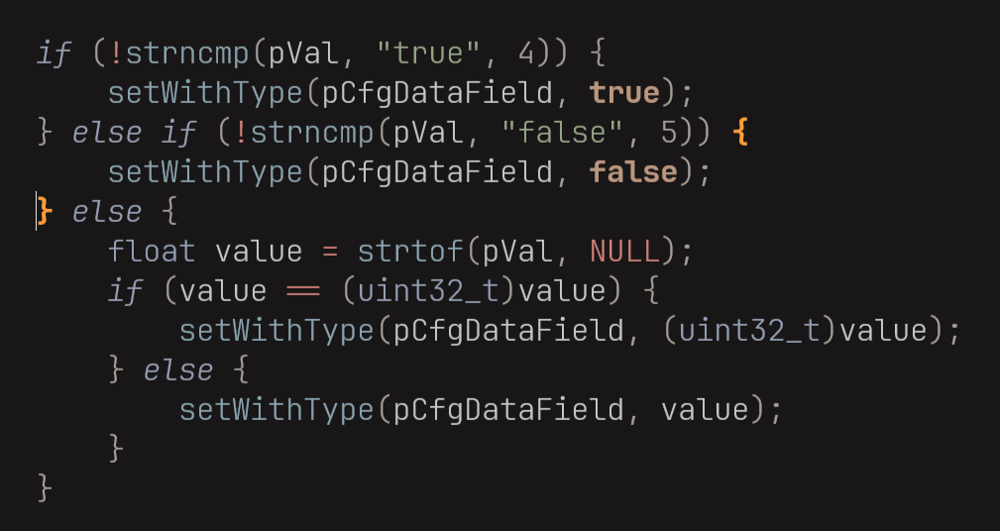 if (!strncmp(pVal, "true", 4)) {
    setWithType(pCfgDataField, true);
} else if (!strncmp(pVal, "false", 5)) {
    setWithType(pCfgDataField, false);
} else {
    float value = strtof(pVal, NULL);
    if (value == (uint32_t)value) {
        setWithType(pCfgDataField, (uint32_t)value);
    } else {
        setWithType(pCfgDataField, value);
    }
}